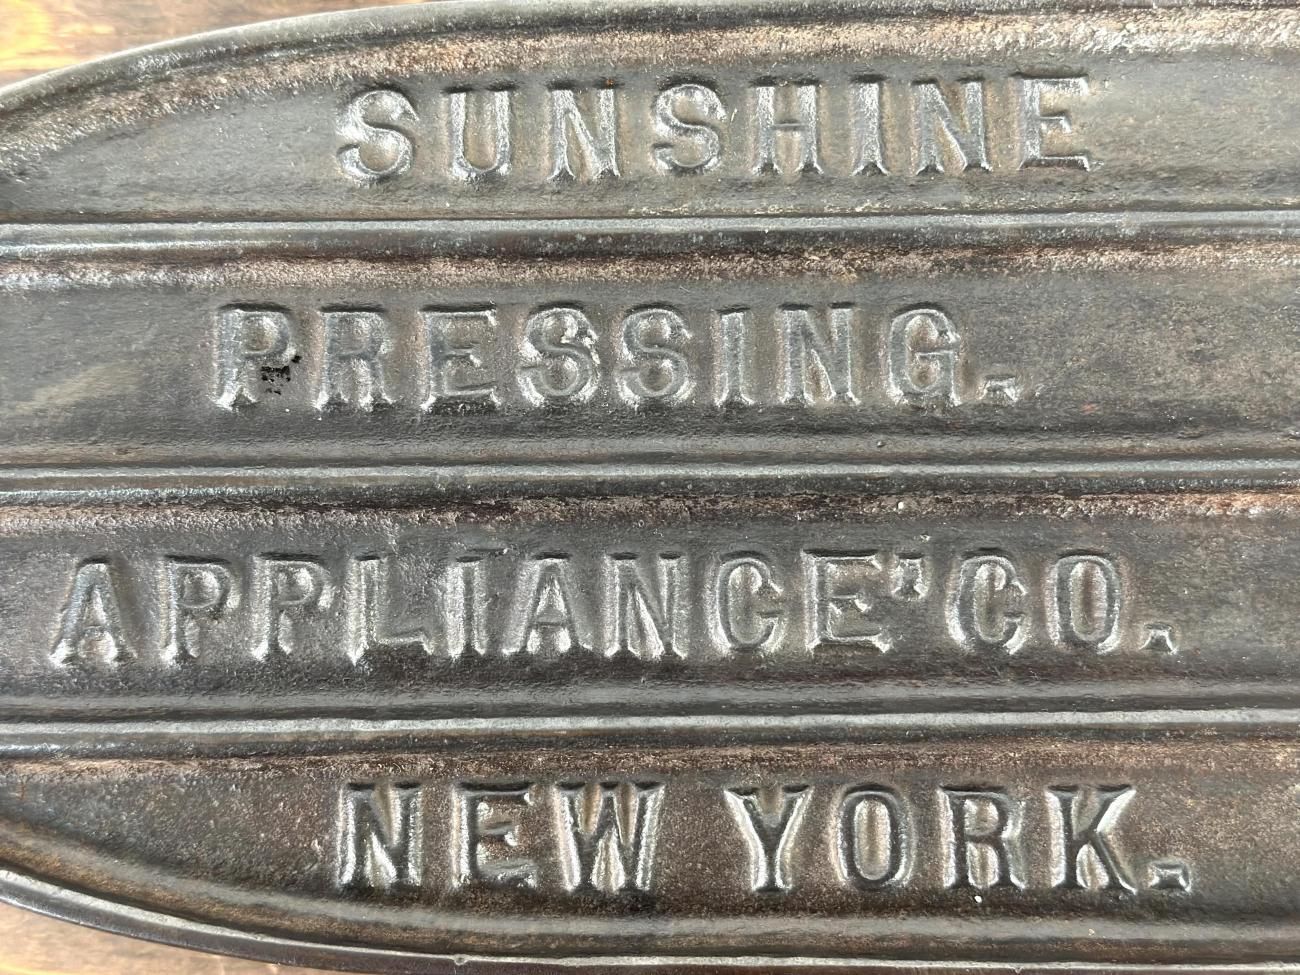 SUNSHINE
PRESSING.
APPLIANCE'CO.
NEW YORK.